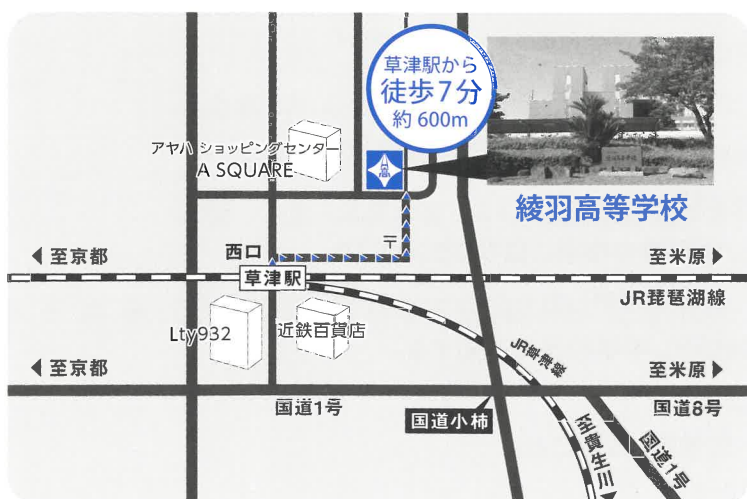 草津駅から
徒歩7分
約 600m
アヤハ ショッピングセンター
A SQUARE
綾羽高等学校
〒
西口
至京都
至米原
草津駅
JR琵琶湖線
Lty932
近鉄百貨店
JR草津線
至京都
至米原
国道1号
国道小柿
国道8号
至貴生川
国道1号